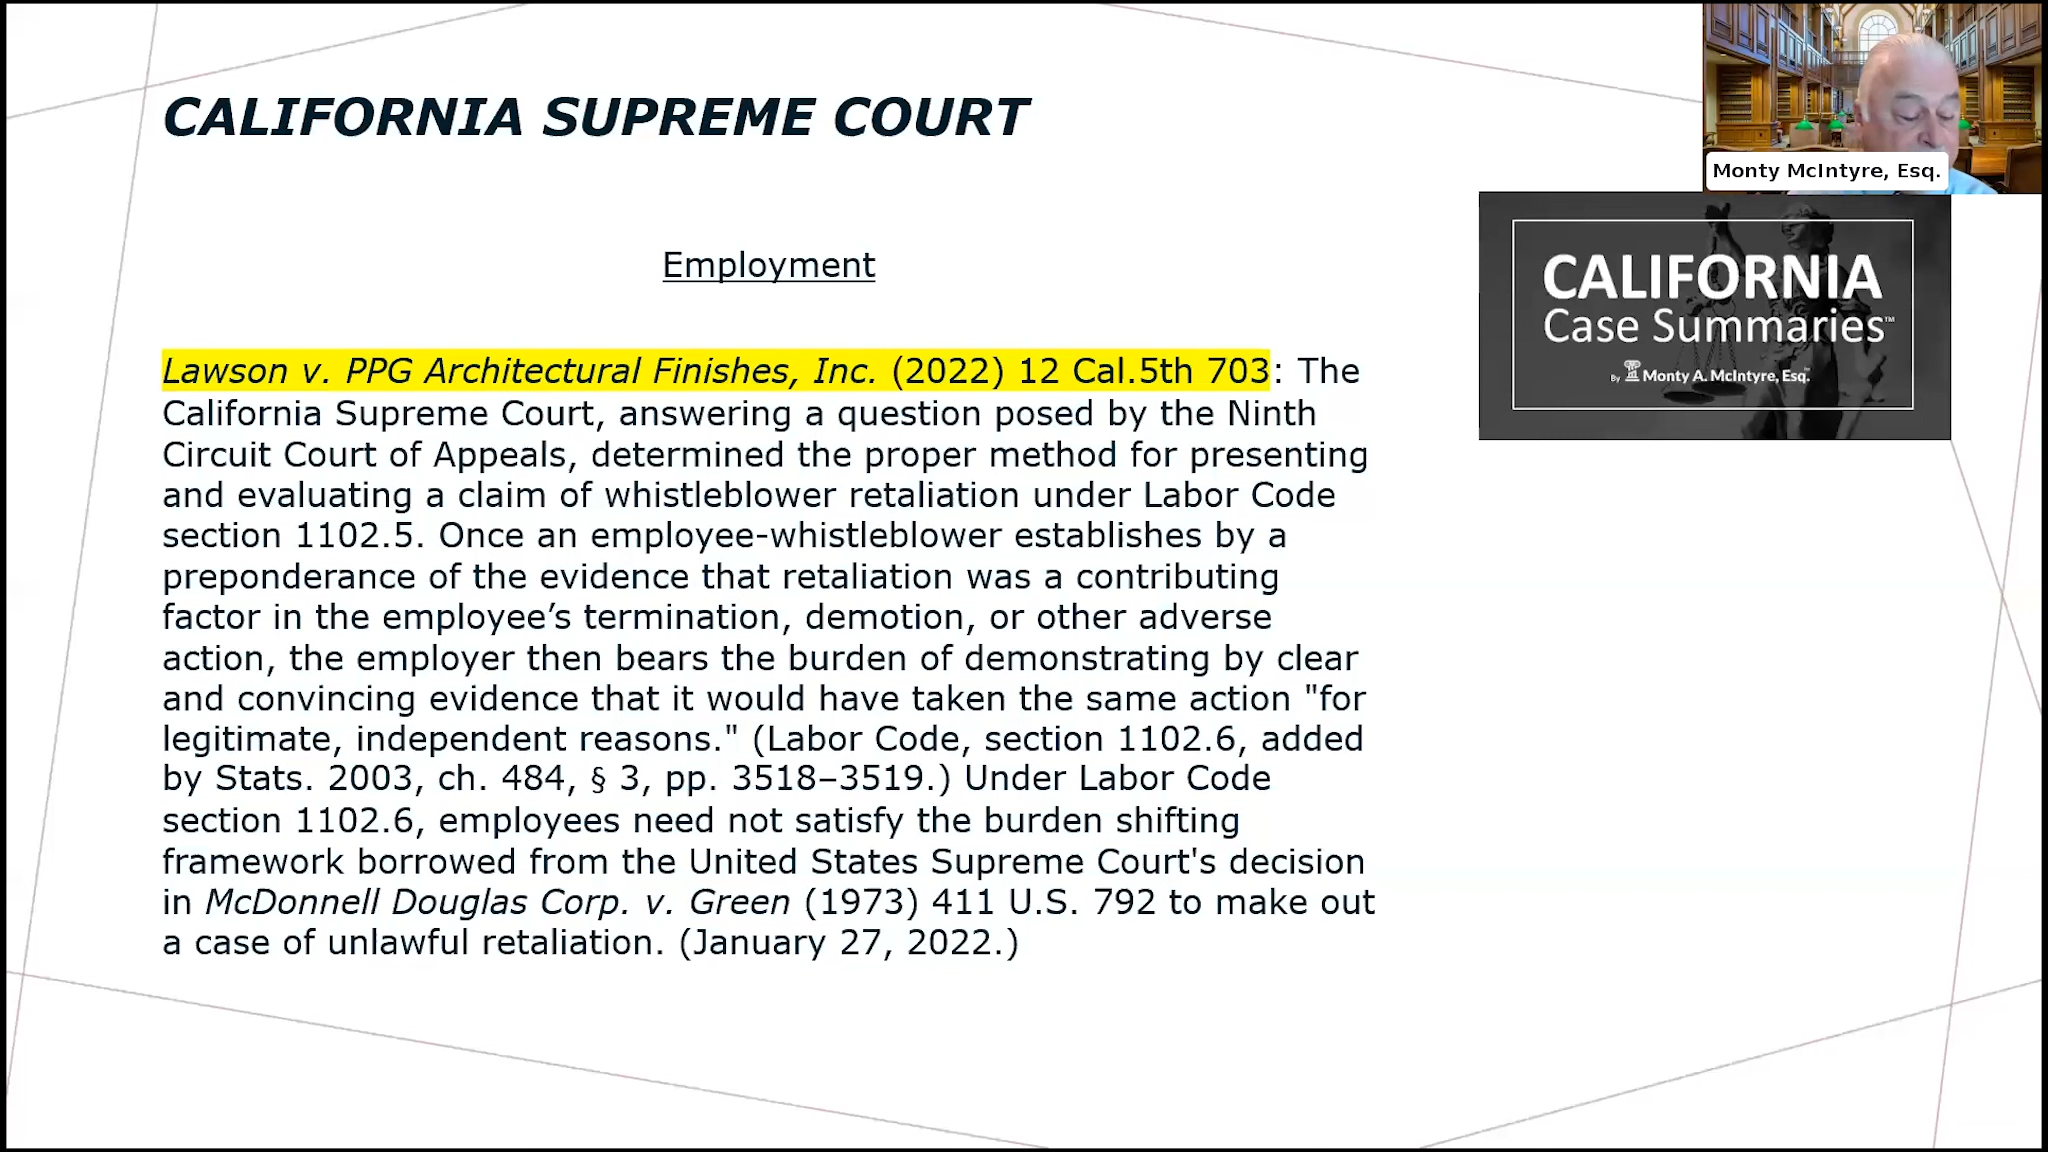 CALIFORNIA SUPREME COURT
Monty McIntyre, Esq.
CALIFORNIA
Case Summaries™
By Monty A. McIntyre, Esq.
Employment
Lawson v. PPG Architectural Finishes, Inc. (2022) 12 Cal.5th 703: The
California Supreme Court, answering a question posed by the Ninth
Circuit Court of Appeals, determined the proper method for presenting
and evaluating a claim of whistleblower retaliation under Labor Code
section 1102.5. Once an employee-whistleblower establishes by a
preponderance of the evidence that retaliation was a contributing
factor in the employee’s termination, demotion, or other adverse
action, the employer then bears the burden of demonstrating by clear
and convincing evidence that it would have taken the same action "for
legitimate, independent reasons." (Labor Code, section 1102.6, added
by Stats. 2003, ch. 484, § 3, pp. 3518–3519.) Under Labor Code
section 1102.6, employees need not satisfy the burden shifting
framework borrowed from the United States Supreme Court's decision
in McDonnell Douglas Corp. v. Green (1973) 411 U.S. 792 to make out
a case of unlawful retaliation. (January 27, 2022.)